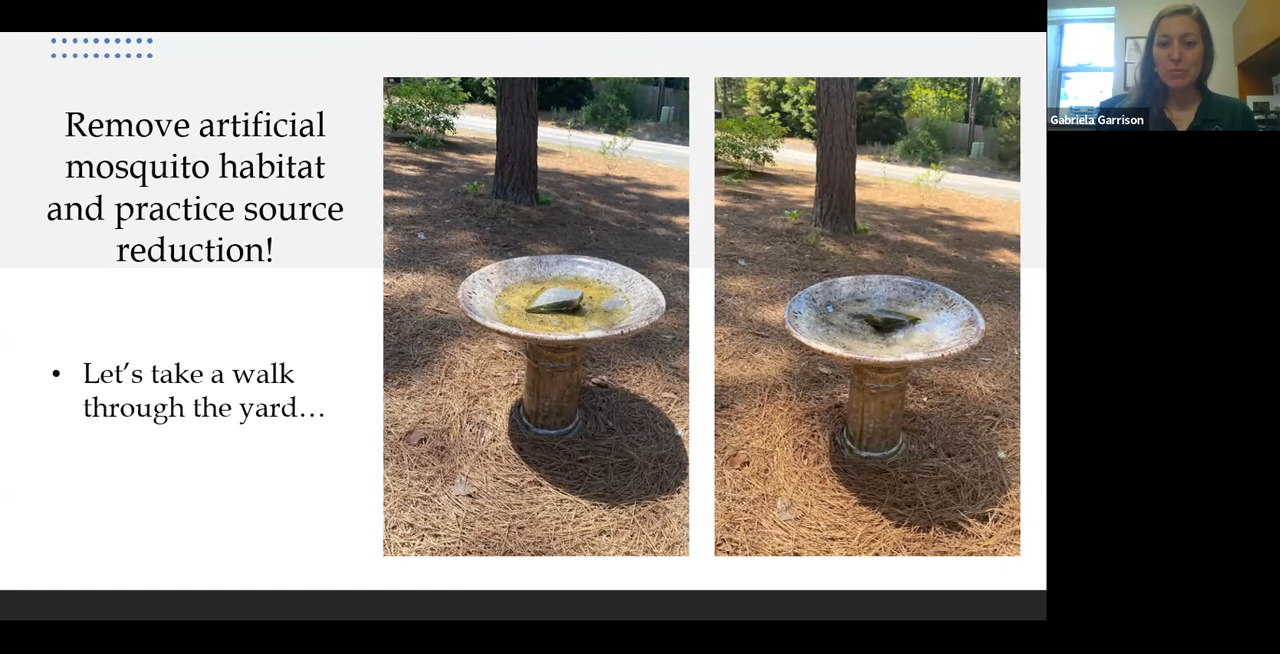 Remove artificial
mosquito habitat
and practice source
reduction!
• Let’s take a walk
through the yard…
Gabriela Garrison